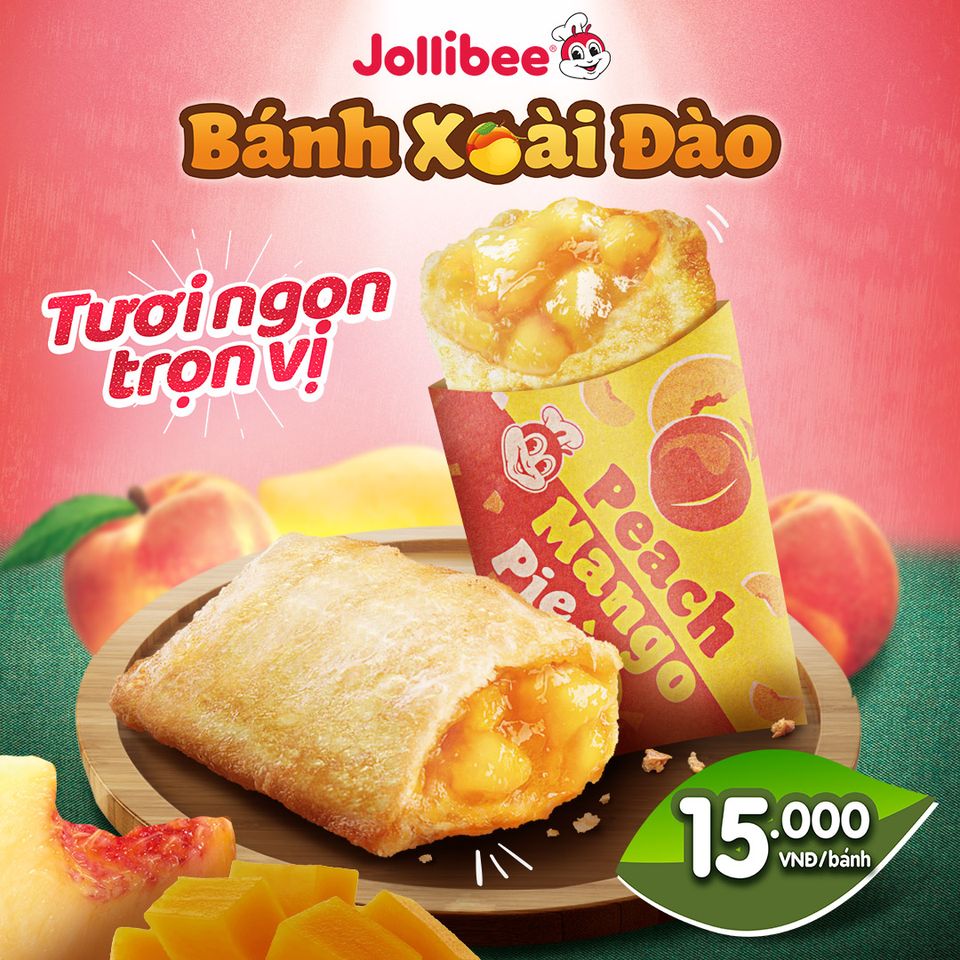 Jollibee®
Bánh Xoài Đào
Tươi ngon
trọn vị
Peach
Mango
Pie
15.000
VNĐ/bánh